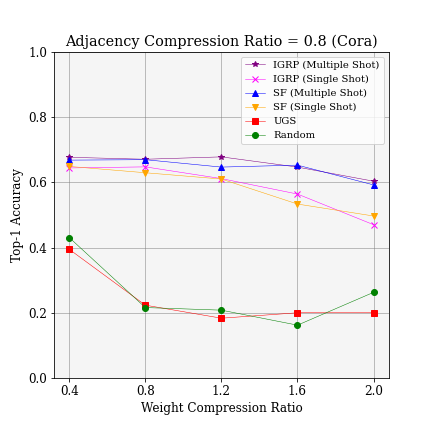 Adjacency Compression Ratio = 0.8 (Cora)
IGRP (Multiple Shot)
IGRP (Single Shot)
SF (Multiple Shot)
SF (Single Shot)
UGS
Random
Top-1 Accuracy
1.0
0.8
0.6
0.4
0.2
0.0
0.4 0.8 1.2 1.6 2.0
Weight Compression Ratio